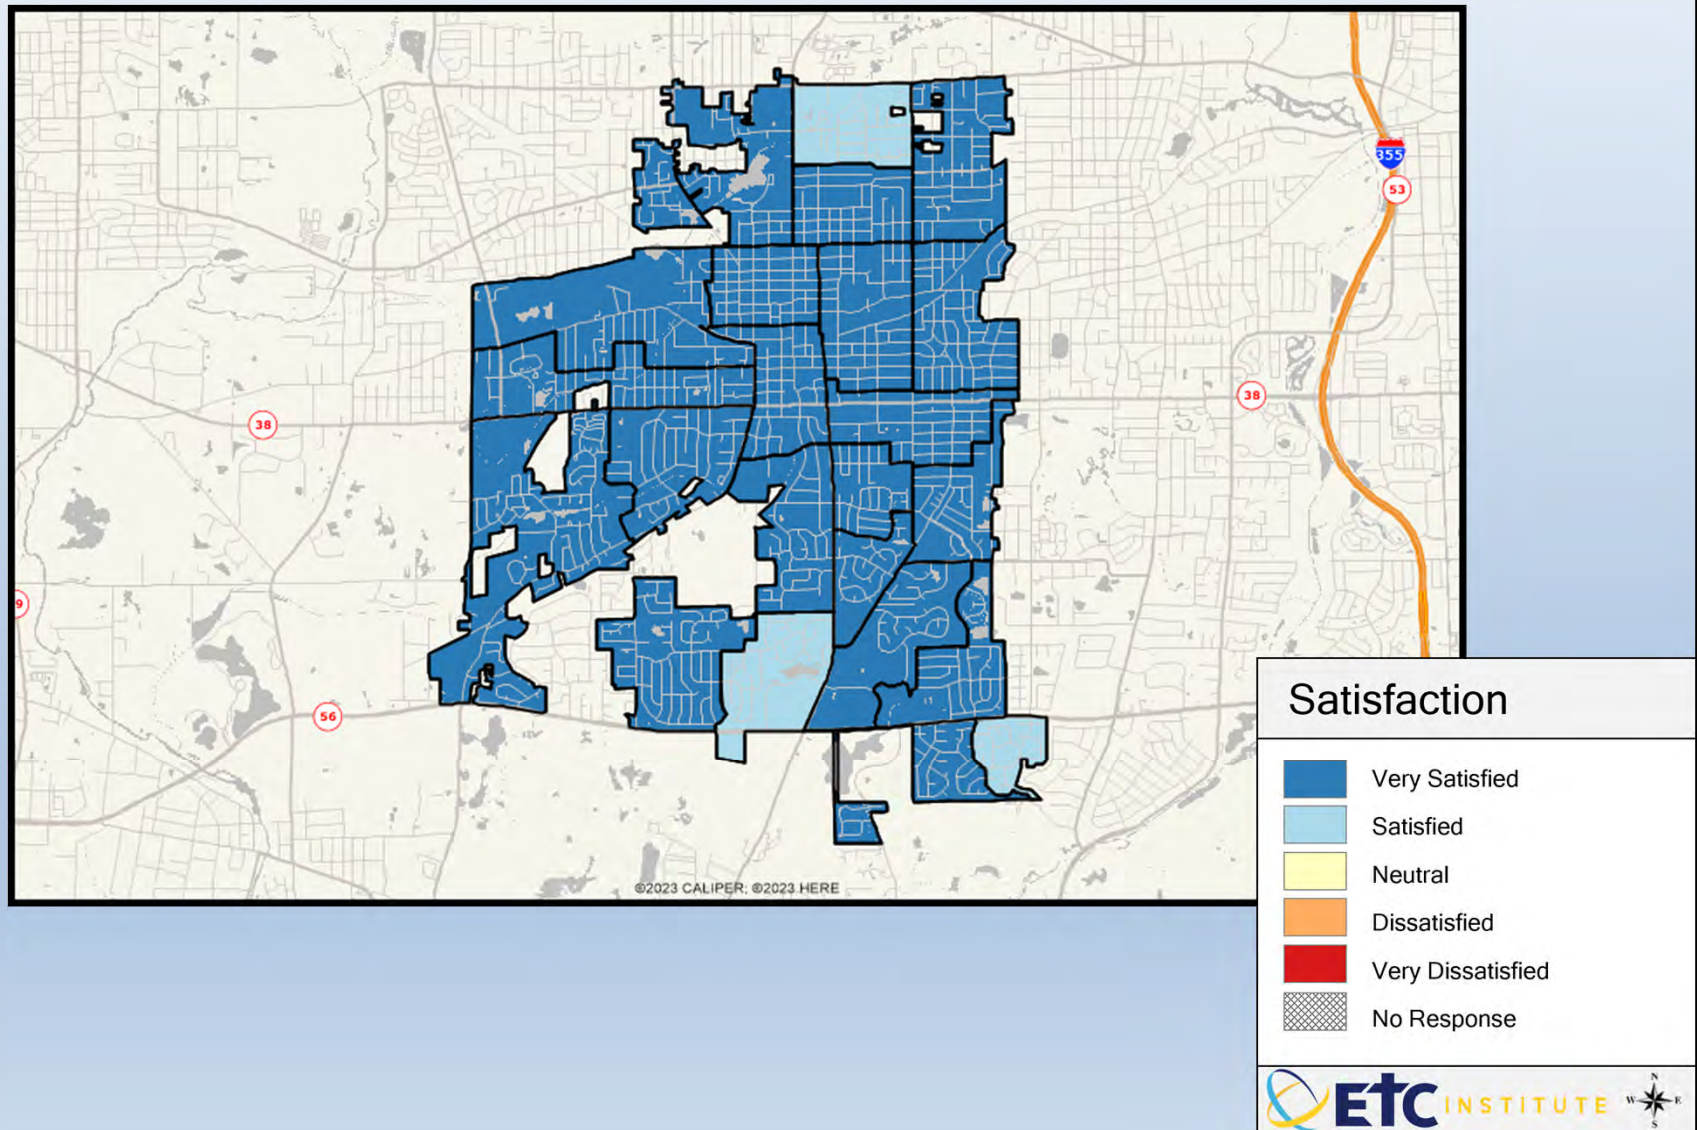 355
53
38
38
9
56
©2023 CALIPER; ©2023 HERE
Satisfaction
Very Satisfied
Satisfied
Neutral
Dissatisfied
Very Dissatisfied
No Response
ETC INSTITUTE
N
W E
S